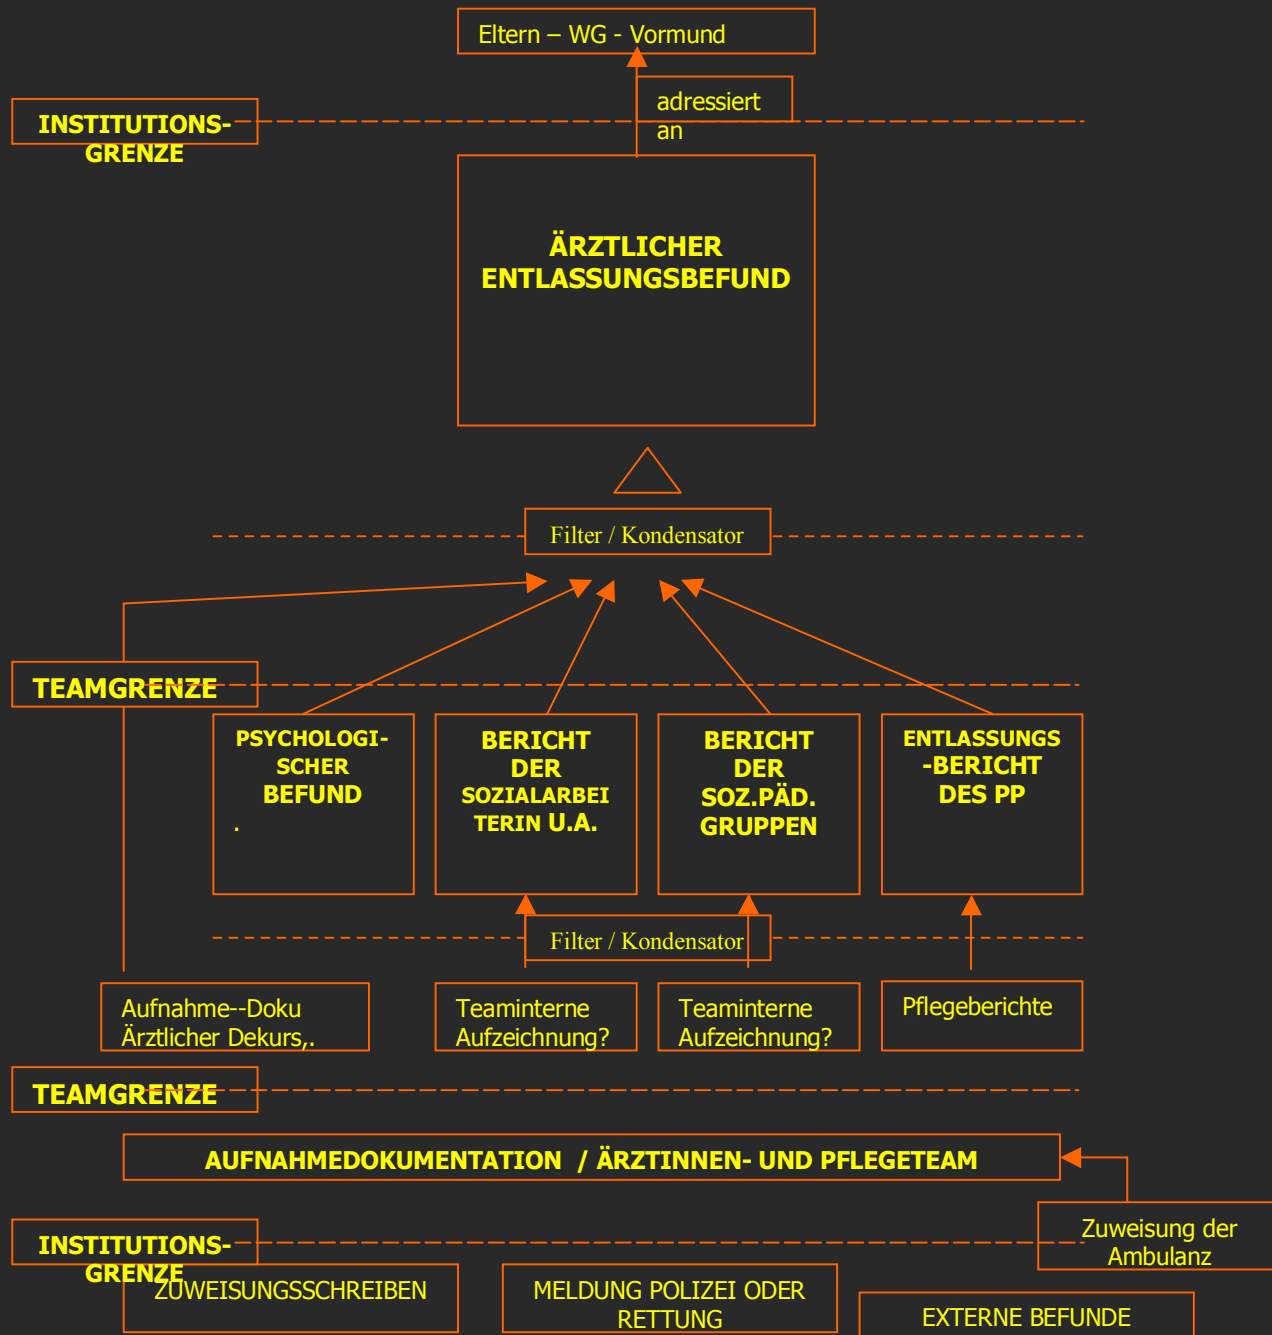 Eltern – WG - Vormund
adressiert
an
INSTITUTIONS-
GRENZE
ÄRZTLICHER
ENTLASSUNGSBEFUND
Filter / Kondensator
TEAMGRENZE
PSYCHOLOGI-
SCHER
BEFUND
.
BERICHT
DER
SOZIALARBEI
TERIN U.A.
BERICHT
DER
SOZ.PÄD.
GRUPPEN
ENTLASSUNGS
-BERICHT
DES PP
Filter / Kondensator
Aufnahme--Doku
Ärztlicher Dekurs,.
Teaminterne
Aufzeichnung?
Teaminterne
Aufzeichnung?
Pflegeberichte
TEAMGRENZE
AUFNAHMEDOKUMENTATION / ÄRZTINNEN- UND PFLEGETEAM
Zuweisung der
Ambulanz
INSTITUTIONS-
GRENZE
ZUWEISUNGSSCHREIBEN
MELDUNG POLIZEI ODER
RETTUNG
EXTERNE BEFUNDE